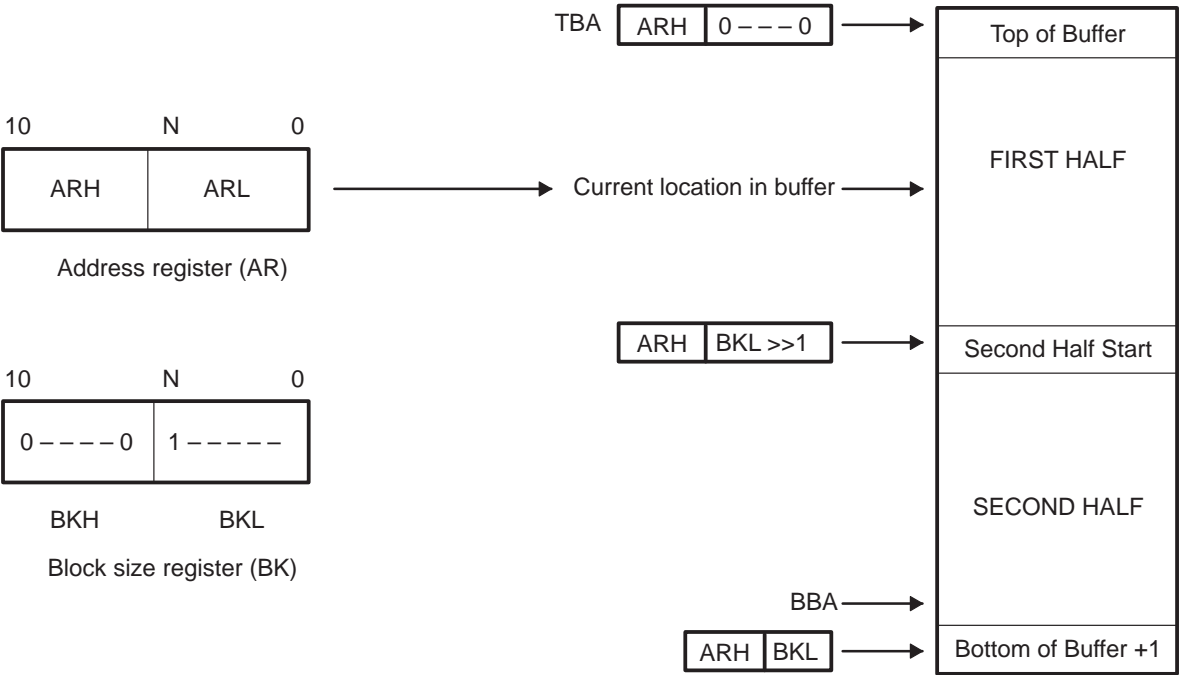 TBA ARH 0 – – – 0 Top of Buffer
10 N 0
ARH ARL
FIRST HALF
Current location in buffer
Address register (AR)
ARH BKL >>1 Second Half Start
10 N 0
0 – – – – 0 1 – – – – –
BKH BKL
SECOND HALF
Block size register (BK)
BBA
ARH BKL Bottom of Buffer +1